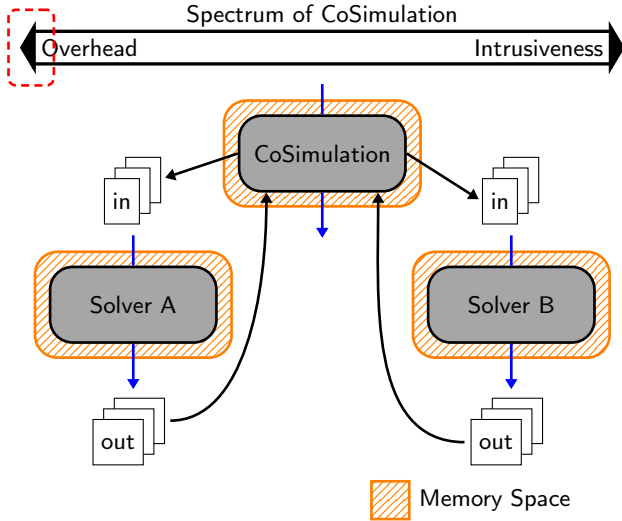 Spectrum of CoSimulation
Overhead
Intrusiveness
CoSimulation
in
in
Solver A
Solver B
out
out
Memory Space